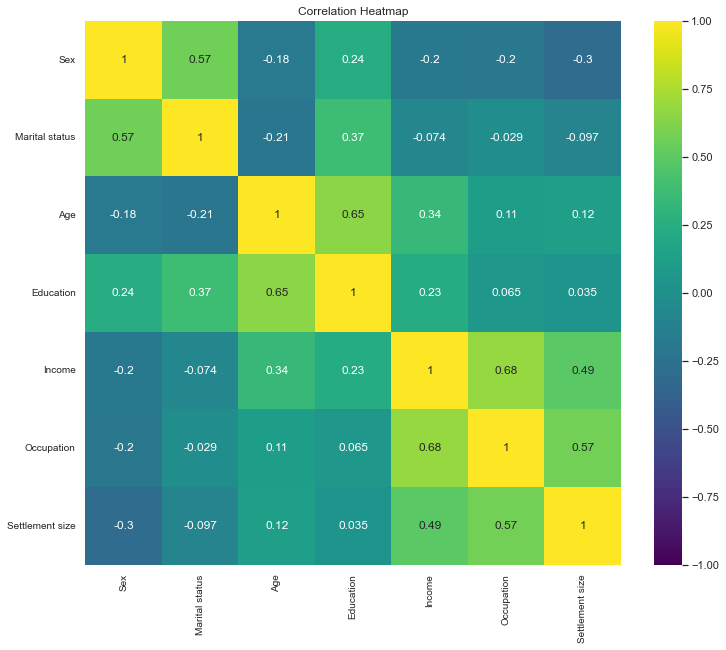 Correlation Heatmap
Sex 1 0.57 -0.18 0.24 -0.2 -0.2 -0.3
Marital status 0.57 1 -0.21 0.37 -0.074 -0.029 -0.097
Age -0.18 -0.21 1 0.65 0.34 0.11 0.12
Education 0.24 0.37 0.65 1 0.23 0.065 0.035
Income -0.2 -0.074 0.34 0.23 1 0.68 0.49
Occupation -0.2 -0.029 0.11 0.065 0.68 1 0.57
Settlement size -0.3 -0.097 0.12 0.035 0.49 0.57 1
Sex
Marital status
Age
Education
Income
Occupation
Settlement size
1.00
0.75
0.50
0.25
0.00
-0.25
-0.50
-0.75
-1.00